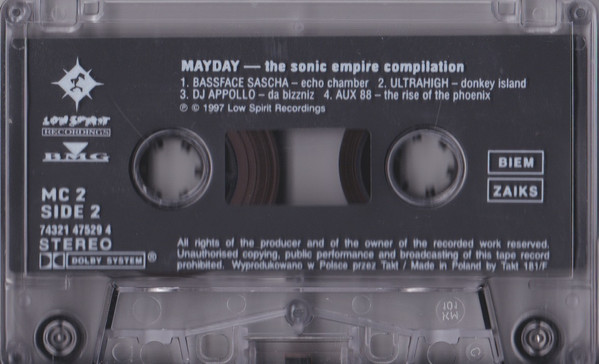 MAYDAY — the sonic empire compilation
1. BASSFACE SASCHA – echo chamber 2. ULTRAHIGH – donkey island
3. DJ APPOLLO – da bizzniz 4. AUX 88 – the rise of the phoenix
℗ © 1997 Low Spirit Recordings
LOW SPIRIT
RECORDINGS
BMG
BIEM
ZAIKS
MC 2
SIDE 2
74321 47529 4
STEREO
DOLBY SYSTEM®
All rights of the producer and of the owner of the recorded work reserved.
Unauthorised copying, public performance and broadcasting of this tape record
prohibited. Wyprodukowano w Polsce przez Takt / Made in Poland by Takt 181/F
MX
101